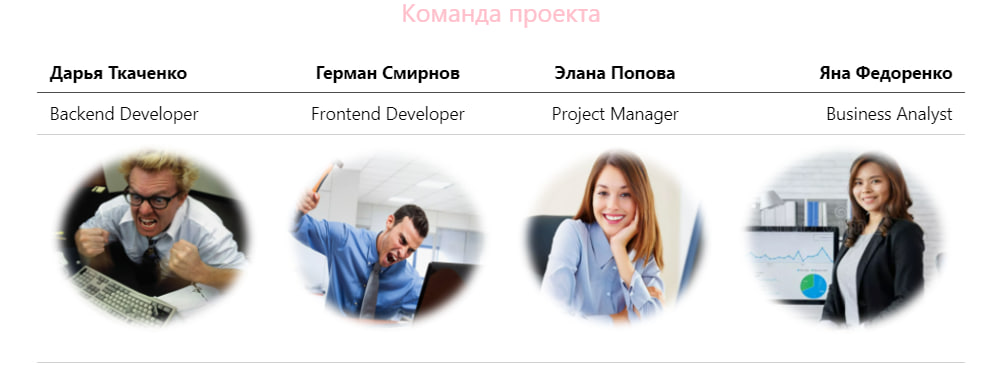 Команда проекта
Дарья Ткаченко Герман Смирнов Элана Попова Яна Федоренко
Backend Developer Frontend Developer Project Manager Business Analyst